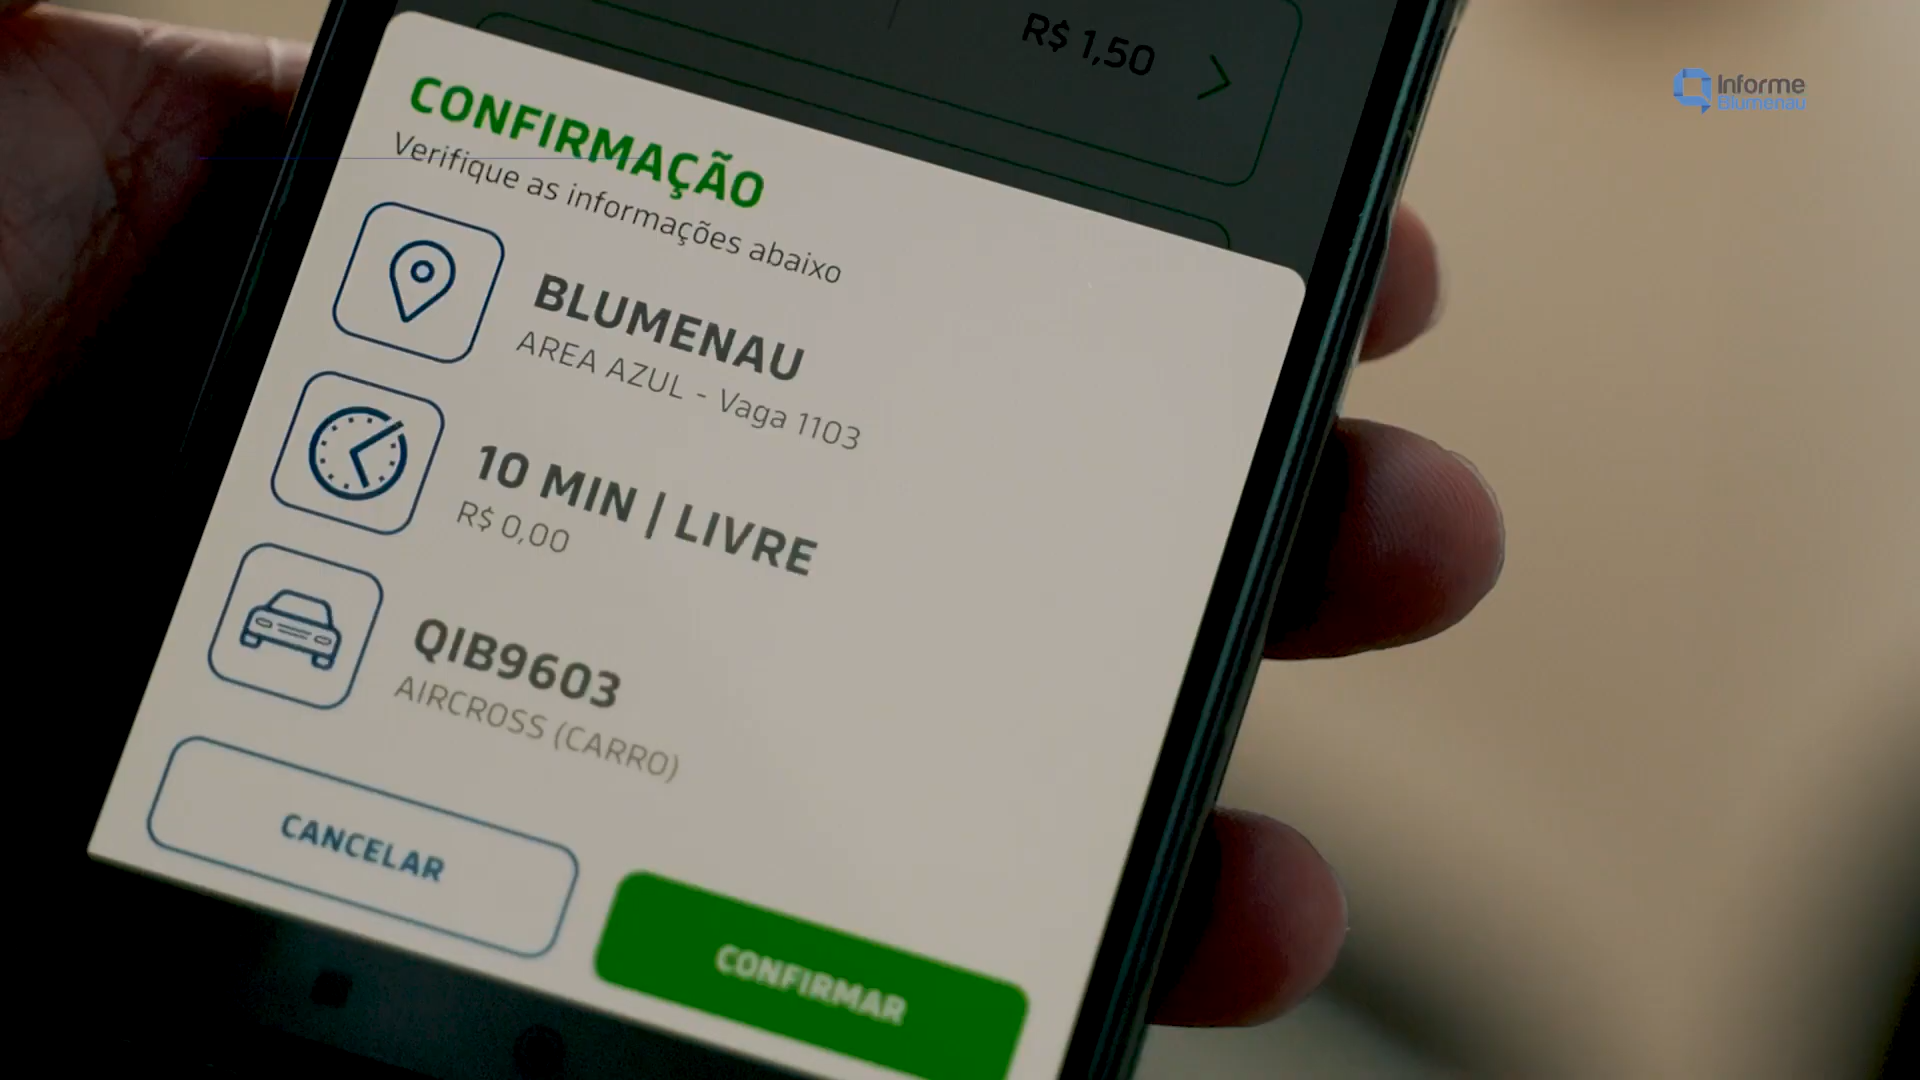 R$ 1,50
Informe
Blumenau
CONFIRMAÇÃO
Verifique as informações abaixo
BLUMENAU
AREA AZUL - Vaga 1103
10 MIN | LIVRE
R$ 0,00
QIB9603
AIRCROSS (CARRO)
CANCELAR
CONFIRMAR